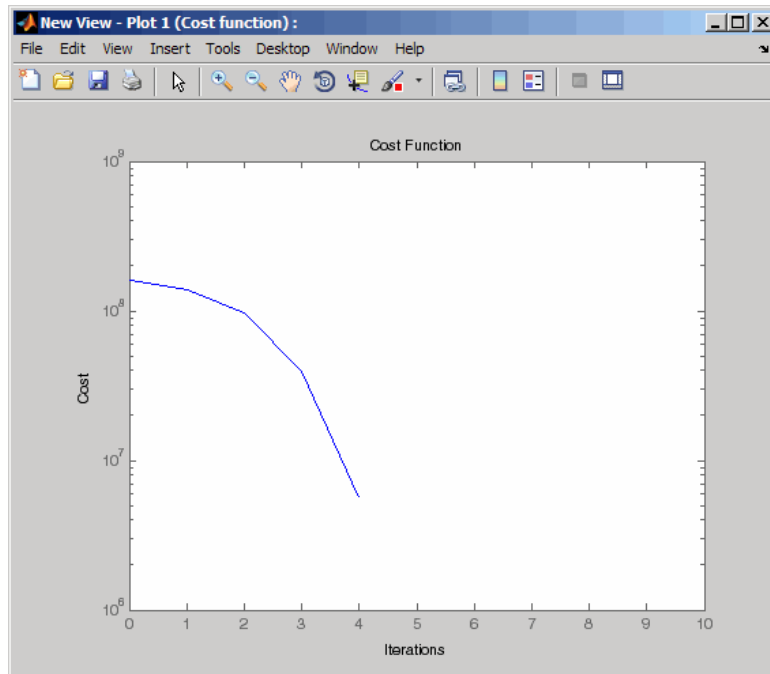 New View - Plot 1 (Cost function) :
File Edit View Insert Tools Desktop Window Help
Cost Function
10^9
10^8
10^7
10^6
Cost
0 1 2 3 4 5 6 7 8 9 10
Iterations